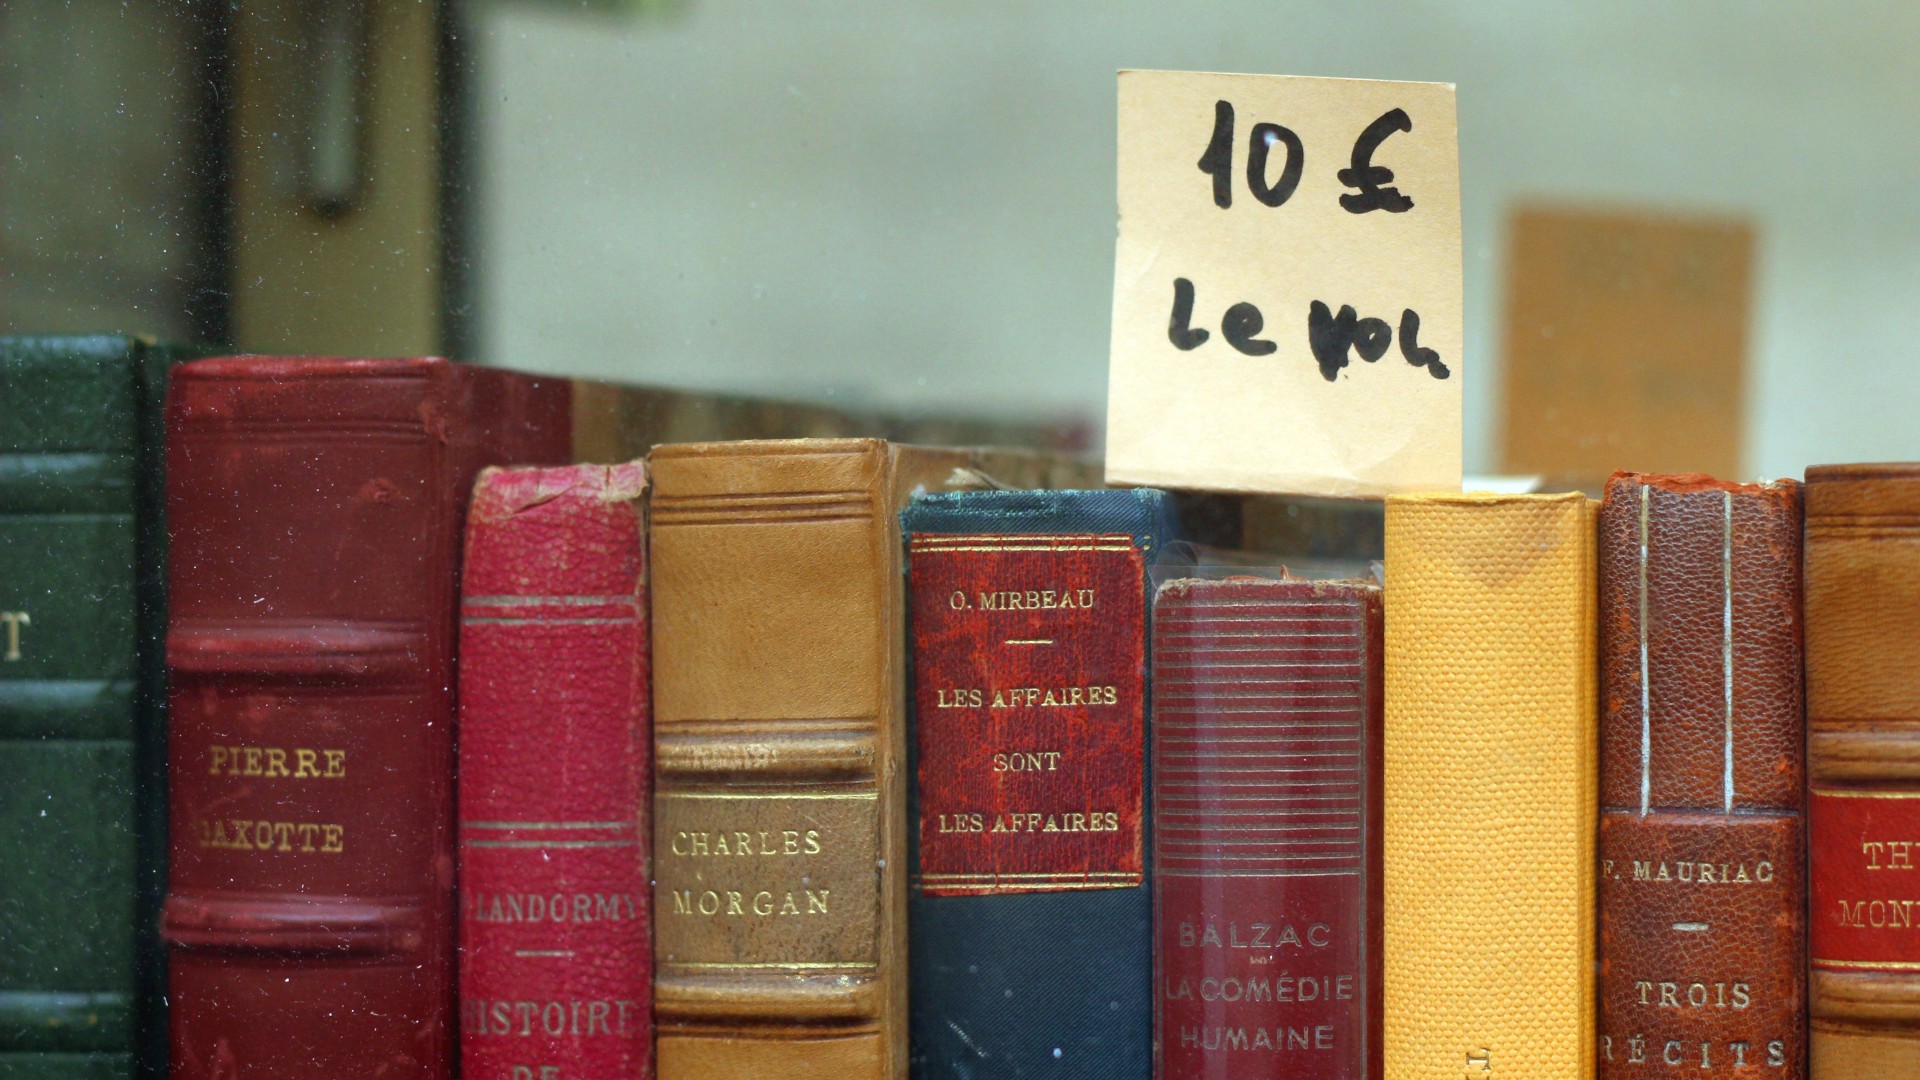 10 £
Le vol
T
PIERRE
GAXOTTE
LANDORMY
HISTOIRE
DE
CHARLES
MORGAN
O. MIRBEAU
LES AFFAIRES
SONT
LES AFFAIRES
BALZAC
LA COMÉDIE
HUMAINE
F. MAURIAC
TROIS
RÉCITS
TH
MON